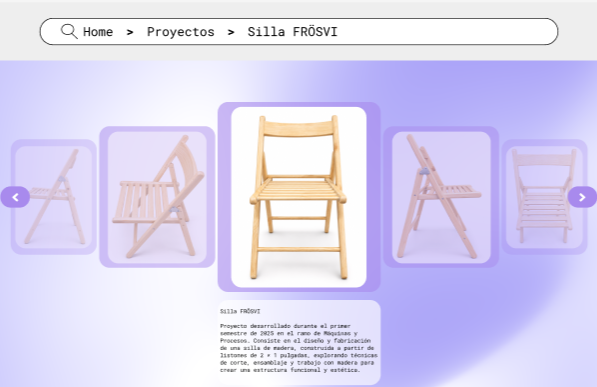 Home > Proyectos > Silla FRÖSVI
Silla FRÖSVI
Proyecto desarrollado durante el primer
semestre de 2025 en el ramo de Máquinas y
Procesos. Consiste en el diseño y fabricación
de una silla de madera, construida a partir de
listones de 2 × 1 pulgadas, explorando técnicas
de corte, ensamblaje y trabajo con madera para
crear una estructura funcional y estética.